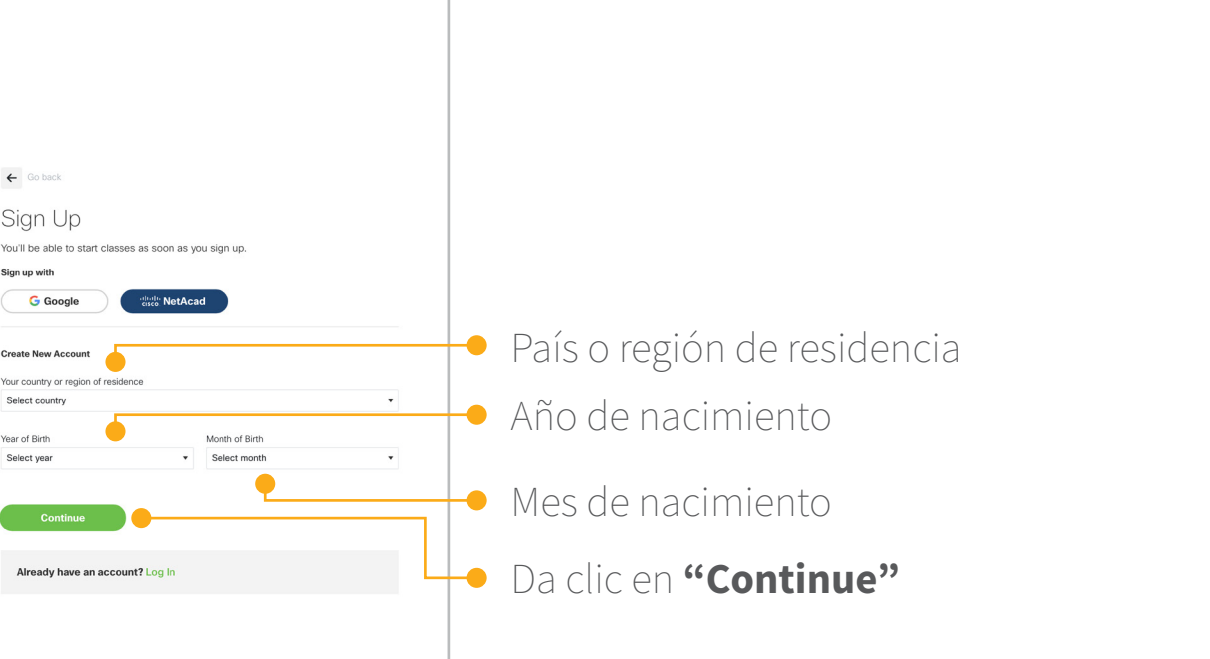 Go back
Sign Up
You'll be able to start classes as soon as you sign up.
Sign up with
Google
cisco NetAcad
Create New Account
Your country or region of residence
Select country
Year of Birth
Month of Birth
Select year
Select month
Continue
Already have an account? Log In
País o región de residencia
Año de nacimiento
Mes de nacimiento
Da clic en “Continue”